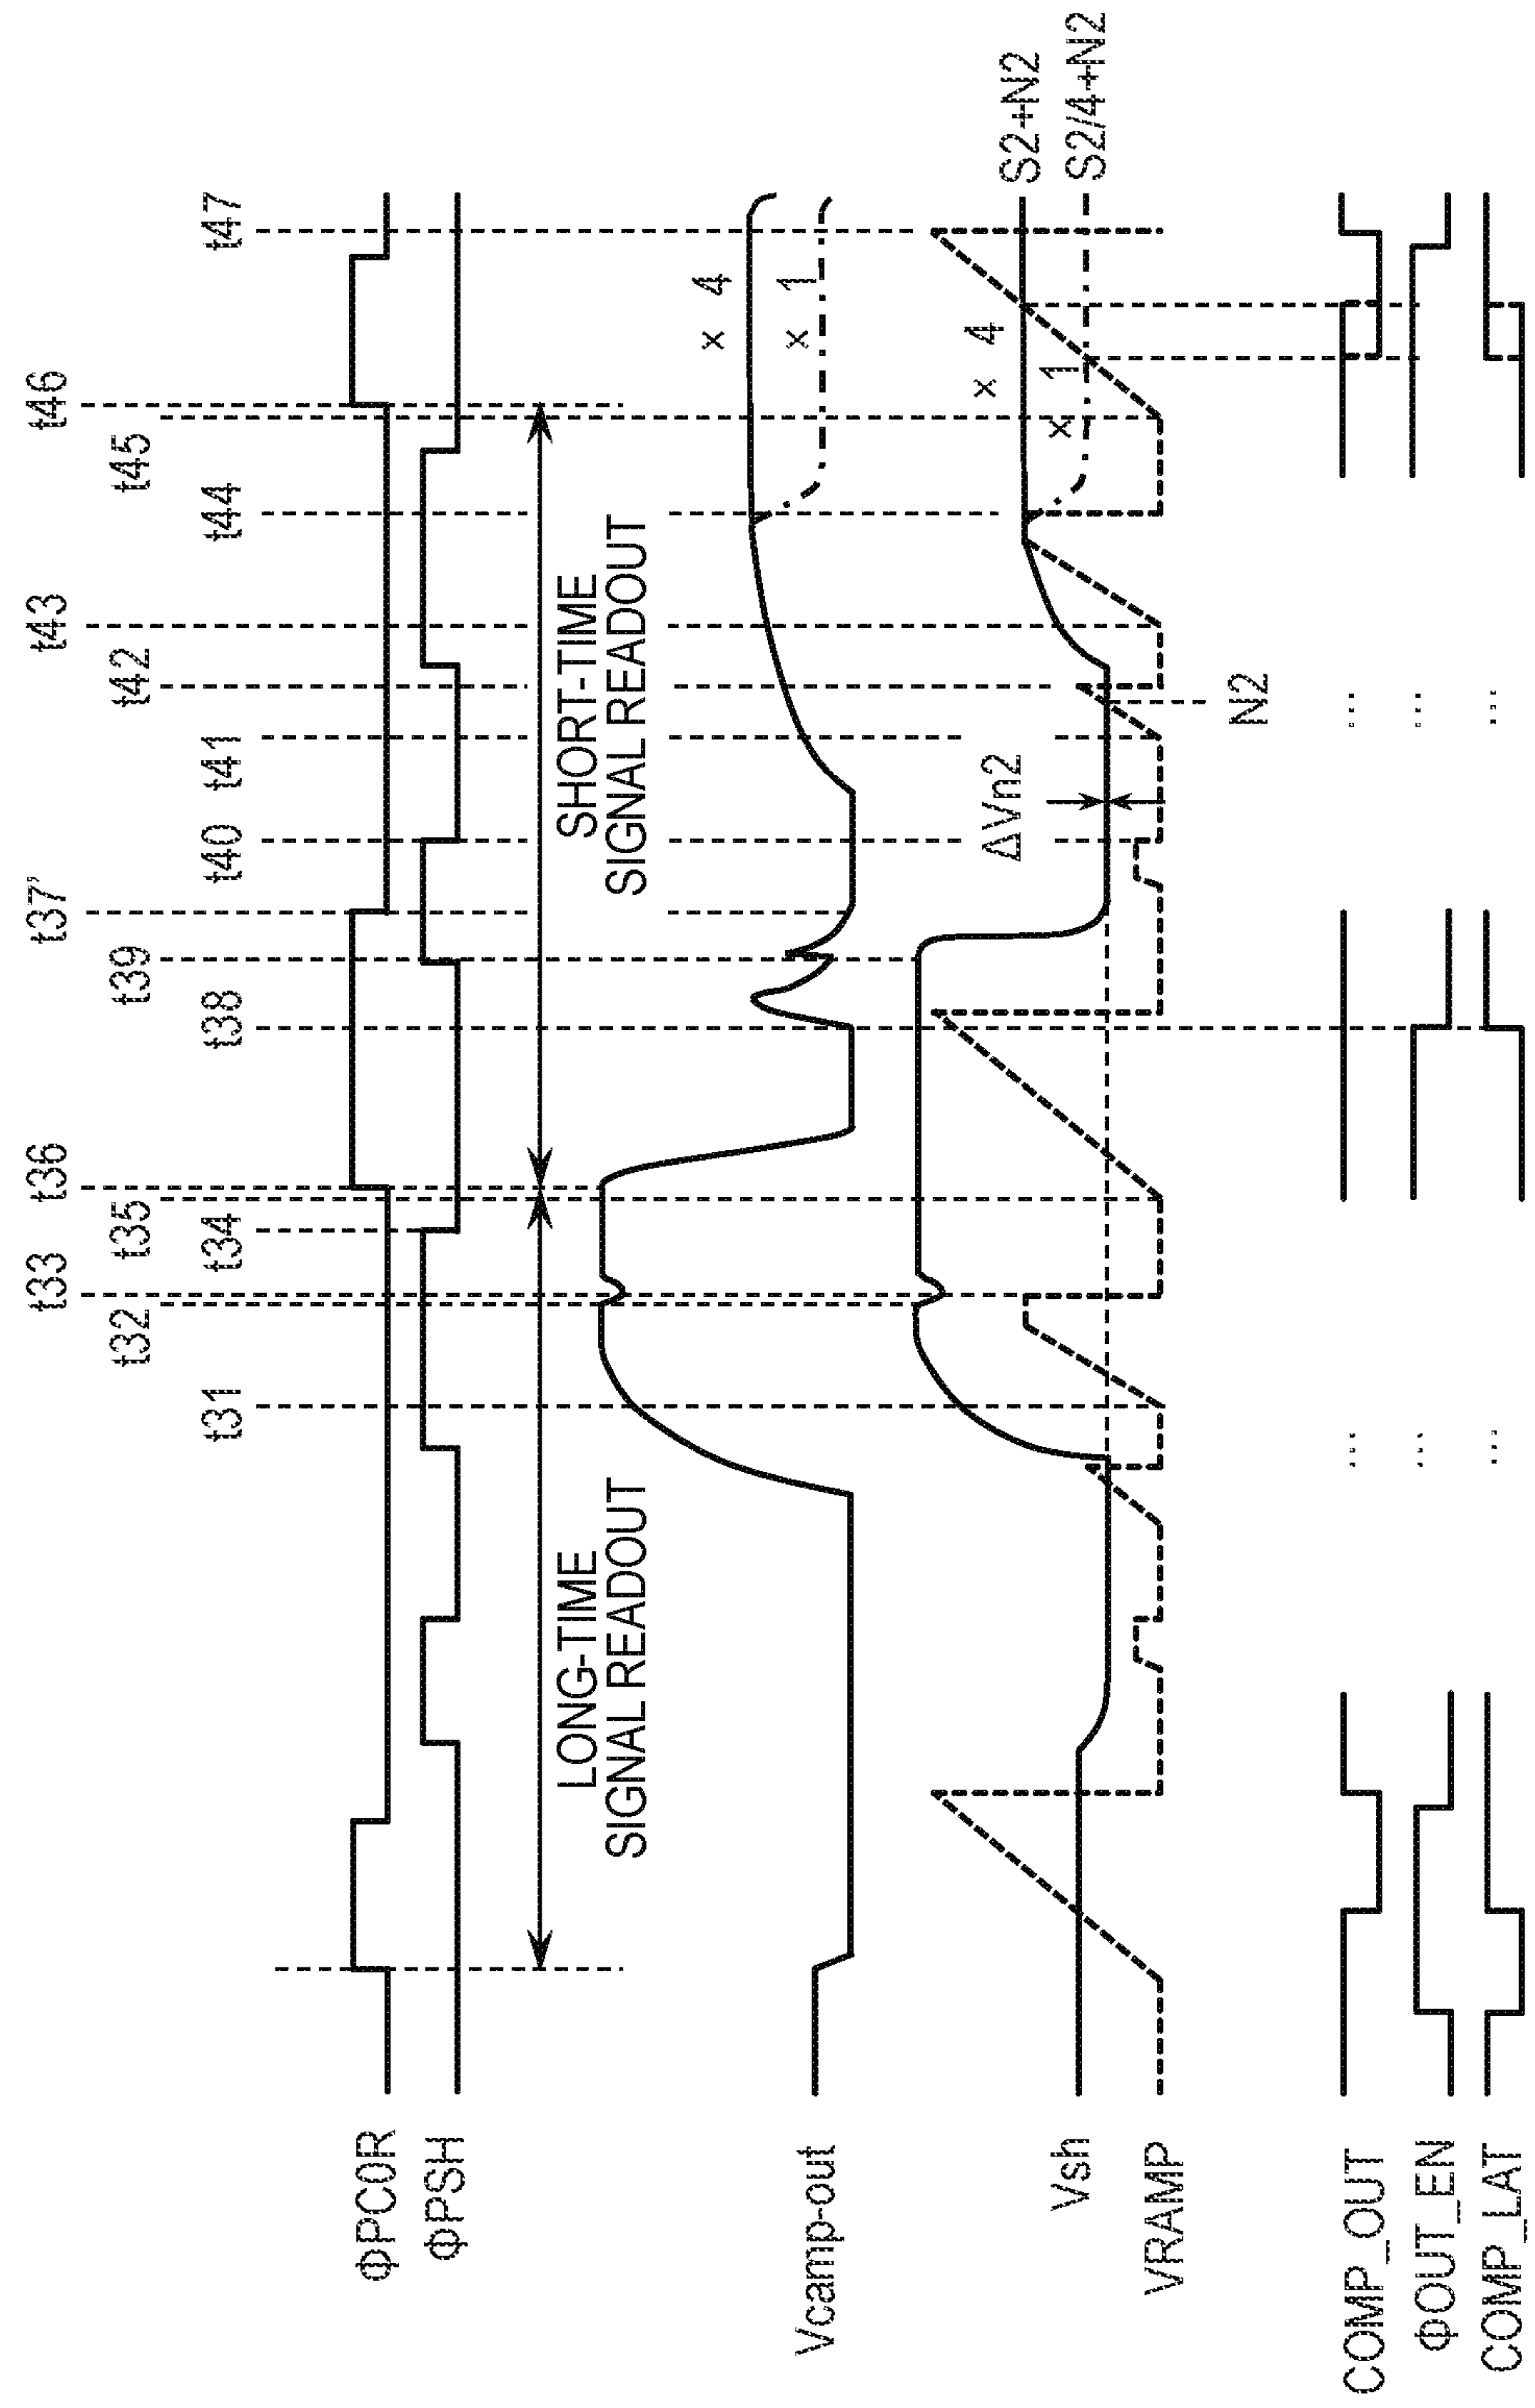 t33
t36
t37'
t43
t46
t32
t35
t39
t42
t45
t31
t34
t38
t40
t41
t44
t47
ΦPC0R
ΦPSH
LONG-TIME
SIGNAL READOUT
SHORT-TIME
SIGNAL READOUT
Vcamp-out
× 4
× 1
Vsh
VRAMP
ΔVn2
N2
× 4
× 1
S2+N2
S2/4+N2
COMP_OUT
... ...
ΦOUT_EN
... ...
COMP_LAT
... ...